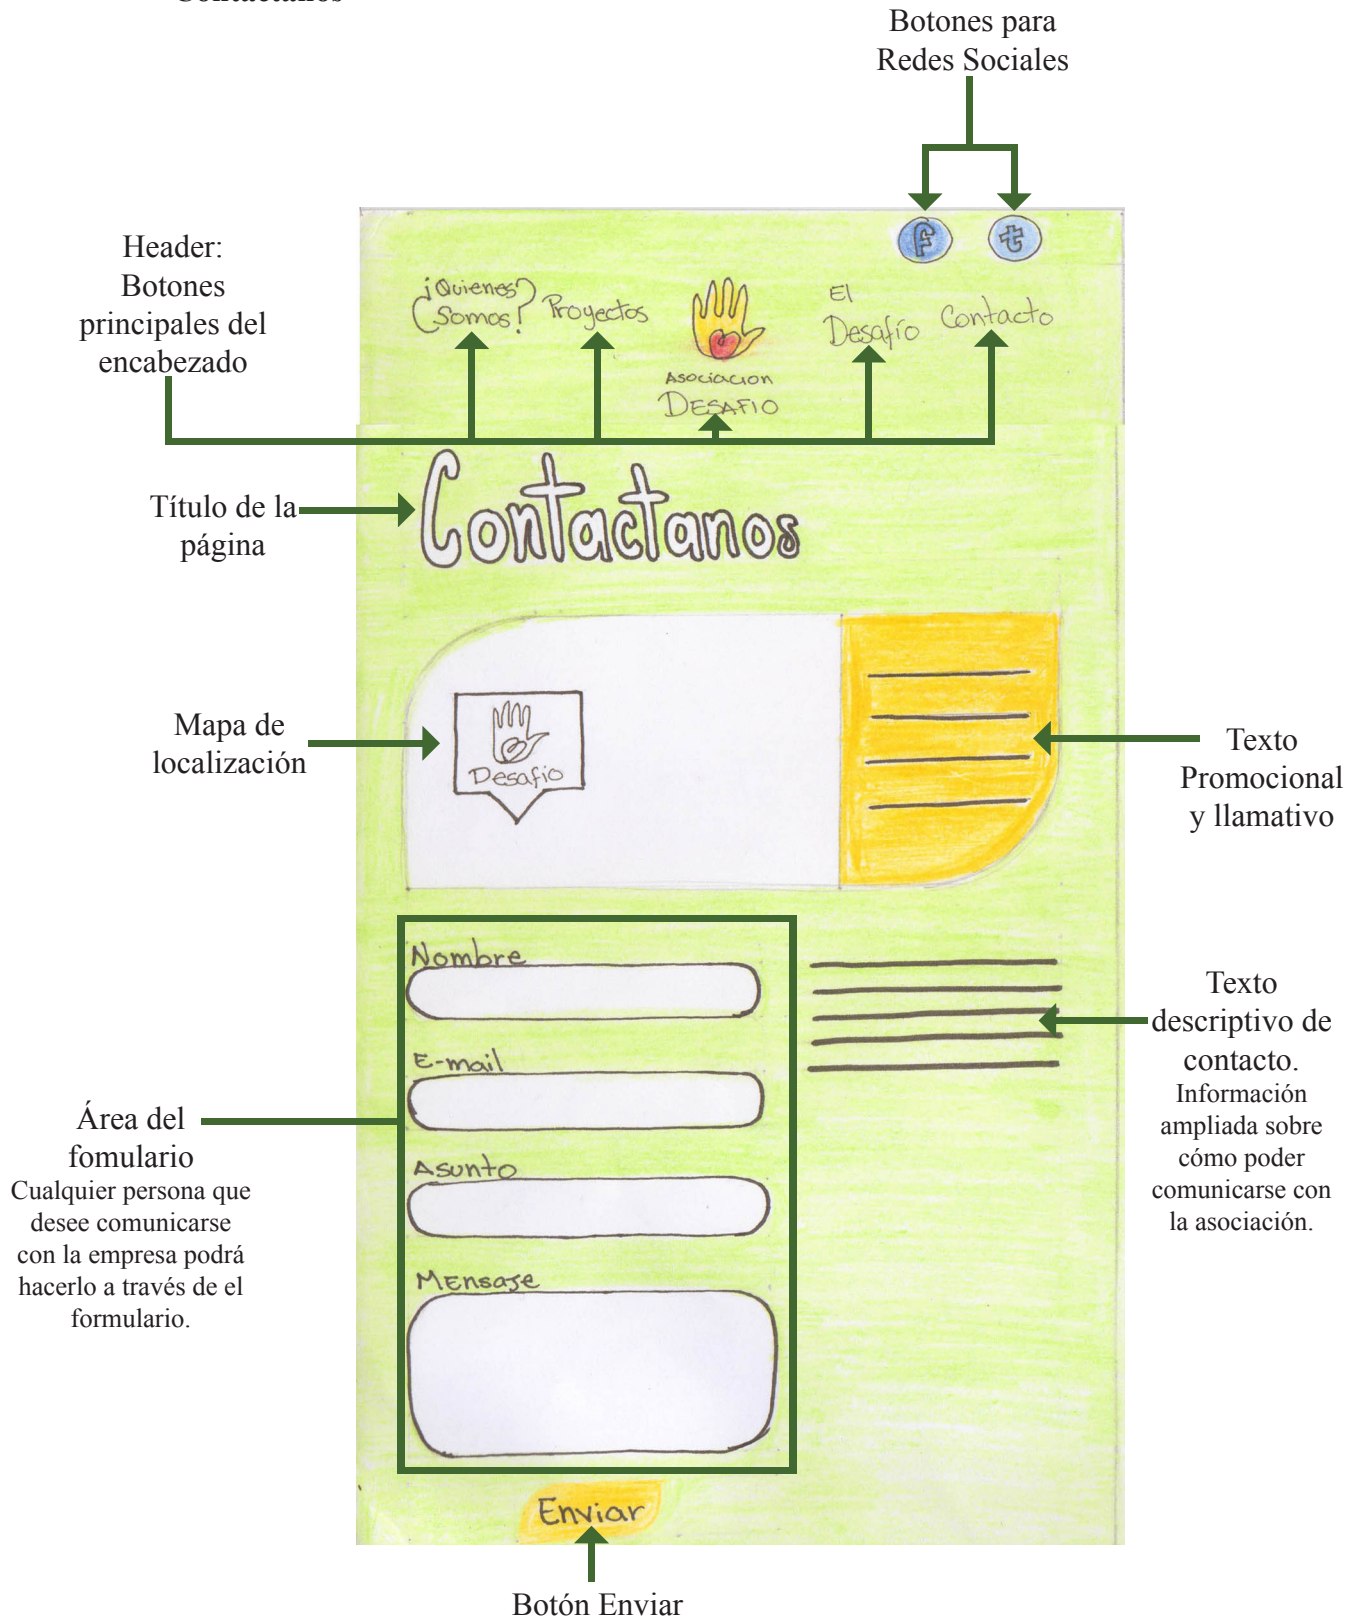 Contactanos
Botones para
Redes Sociales
f
t
Header:
Botones
principales del
encabezado
¿Quienes
Somos?
Proyectos
Asociacion
DESAFIO
El
Desafío
Contacto
Título de la
página
Contactanos
Mapa de
localización
Desafio
Texto
Promocional
y llamativo
Nombre
E-mail
Asunto
Mensaje
Área del
fomulario
Cualquier persona que
desee comunicarse
con la empresa podrá
hacerlo a través de el
formulario.
Texto
descriptivo de
contacto.
Información
ampliada sobre
cómo poder
comunicarse con
la asociación.
Enviar
Botón Enviar